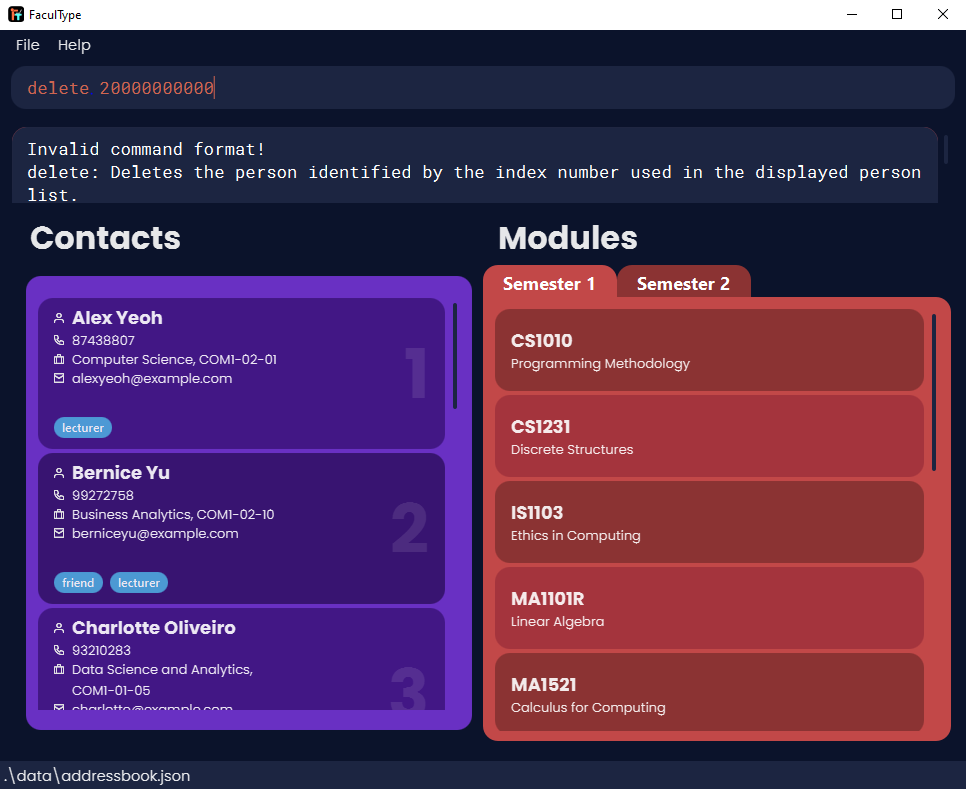 FaculType
File Help
delete 20000000000
Invalid command format!
delete: Deletes the person identified by the index number used in the displayed person
list.
Contacts
Alex Yeoh
87438807
Computer Science, COM1-02-01
alexyeoh@example.com
1
lecturer
Bernice Yu
99272758
Business Analytics, COM1-02-10
berniceyu@example.com
2
friend lecturer
Charlotte Oliveiro
93210283
Data Science and Analytics,
COM1-01-05
charlotte@example.com
3
Modules
Semester 1 Semester 2
CS1010
Programming Methodology
CS1231
Discrete Structures
IS1103
Ethics in Computing
MA1101R
Linear Algebra
MA1521
Calculus for Computing
.\data\addressbook.json